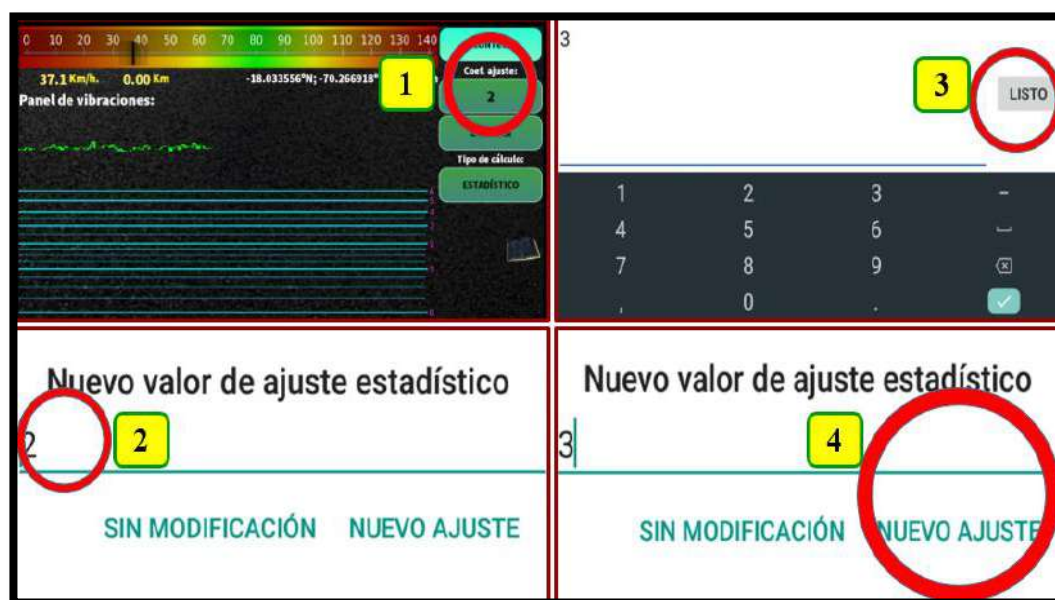 0 10 20 30 40 50 60 70 80 90 100 110 120 130 140
37.1 Km/h. 0.00 Km -18.033556°N; -70.266918°
1
Coef. ajuste:
2
Panel de vibraciones:
Tipo de cálculo:
ESTADÍSTICO
3
3
LISTO
1 2 3 -
4 5 6
7 8 9
, 0 .
Nuevo valor de ajuste estadístico
2
2
SIN MODIFICACIÓN NUEVO AJUSTE
Nuevo valor de ajuste estadístico
3
4
SIN MODIFICACIÓN NUEVO AJUSTE